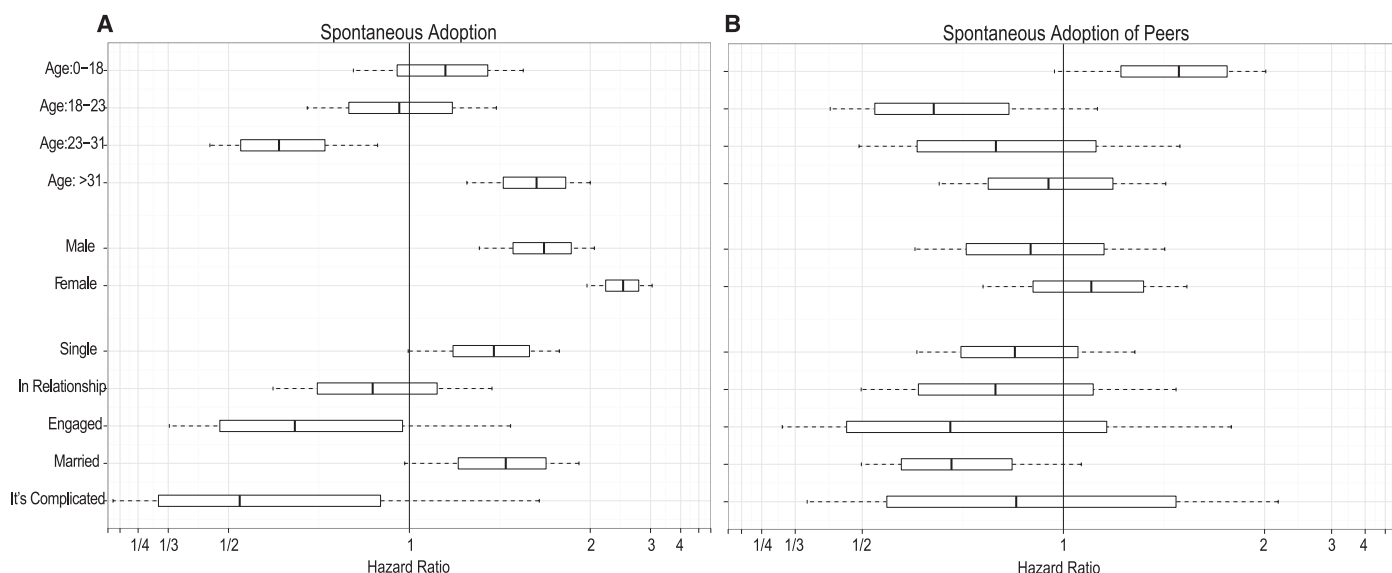 A
Spontaneous Adoption
Age:0–18
Age:18–23
Age:23–31
Age: >31
Male
Female
Single
In Relationship
Engaged
Married
It's Complicated
1/4 1/3 1/2 1 2 3 4
Hazard Ratio
B
Spontaneous Adoption of Peers
1/4 1/3 1/2 1 2 3 4
Hazard Ratio